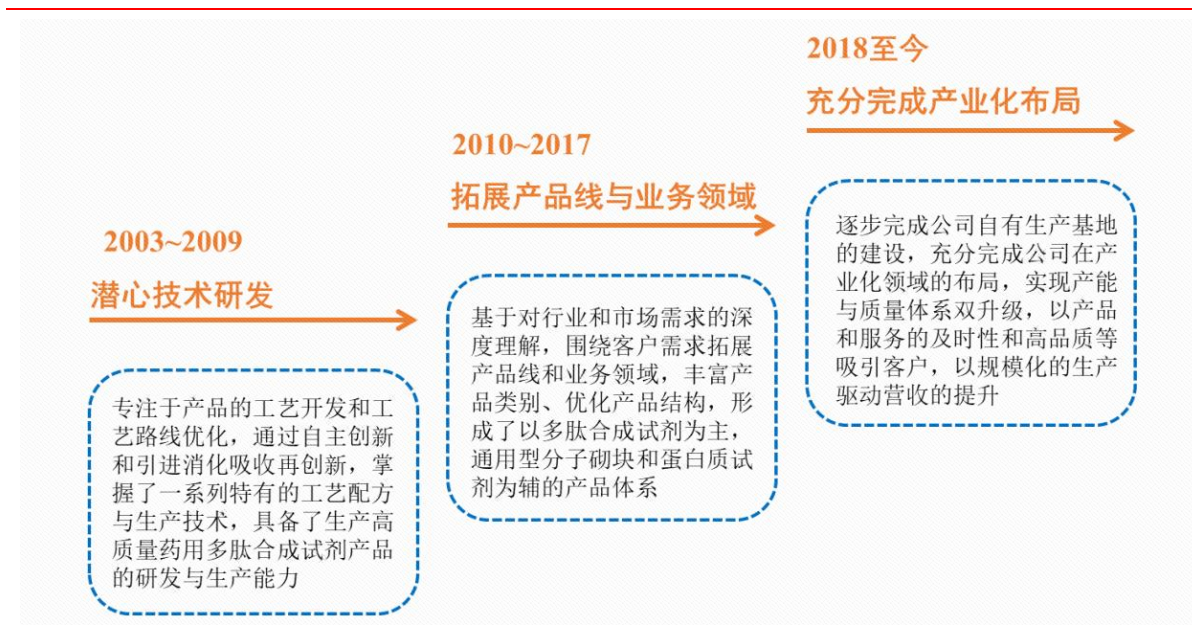 2003~2009
潜心技术研发
专注于产品的工艺开发和工
艺路线优化，通过自主创新
和引进消化吸收再创新，掌
握了一系列特有的工艺配方
与生产技术，具备了生产高
质量药用多肽合成试剂产品
的研发与生产能力
2010~2017
拓展产品线与业务领域
基于对行业和市场需求的深
度理解，围绕客户需求拓展
产品线和业务领域，丰富产
品类别、优化产品结构，形
成了以多肽合成试剂为主，
通用型分子砌块和蛋白质试
剂为辅的产品体系
2018至今
充分完成产业化布局
逐步完成公司自有生产基地
的建设，充分完成公司在产
业化领域的布局，实现产能
与质量体系双升级，以产品
和服务的及时性和高品质等
吸引客户，以规模化的生产
驱动营收的提升